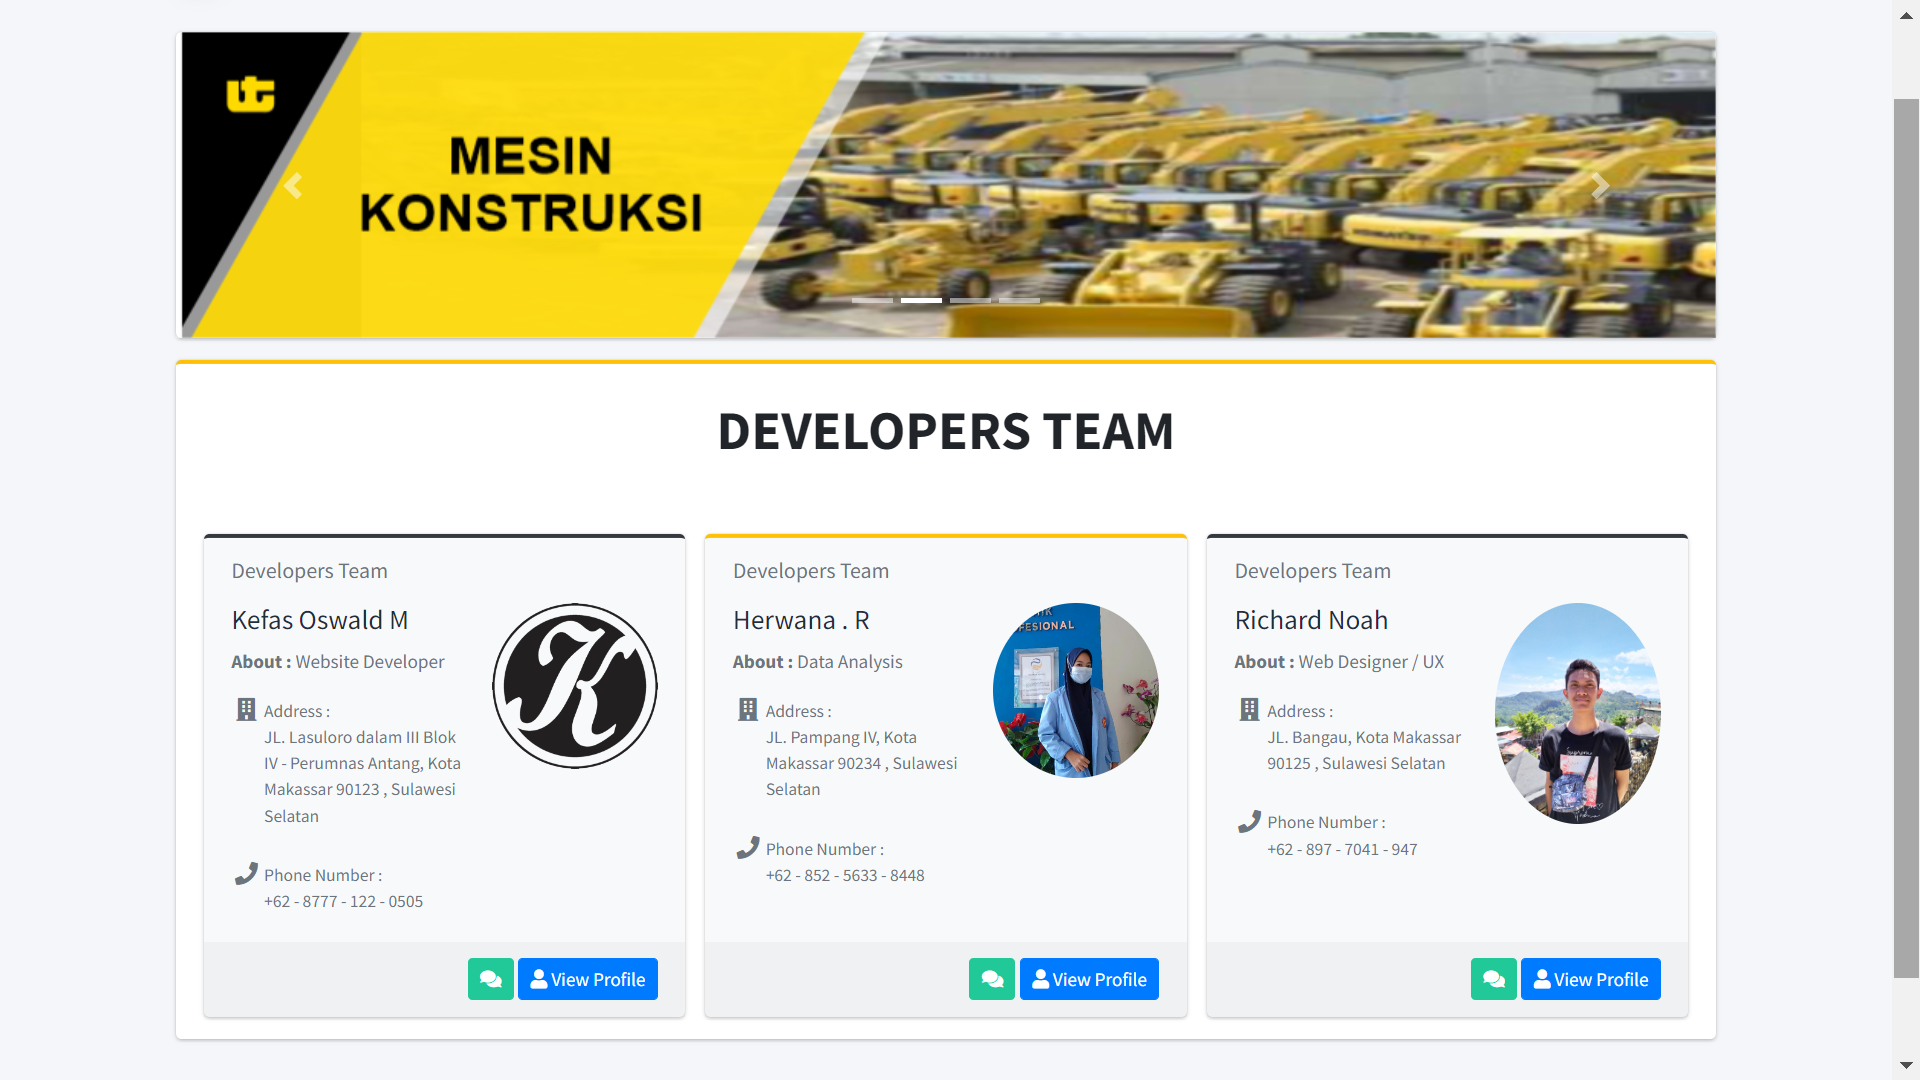 ut
MESIN
KONSTRUKSI
DEVELOPERS TEAM
Developers Team
Kefas Oswald M
About : Website Developer
Address :
JL. Lasuloro dalam III Blok
IV - Perumnas Antang, Kota
Makassar 90123 , Sulawesi
Selatan
Phone Number :
+62 - 8777 - 122 - 0505
View Profile
K
Developers Team
Herwana . R
About : Data Analysis
Address :
JL. Pampang IV, Kota
Makassar 90234 , Sulawesi
Selatan
Phone Number :
+62 - 852 - 5633 - 8448
View Profile
Developers Team
Richard Noah
About : Web Designer / UX
Address :
JL. Bangau, Kota Makassar
90125 , Sulawesi Selatan
Phone Number :
+62 - 897 - 7041 - 947
View Profile